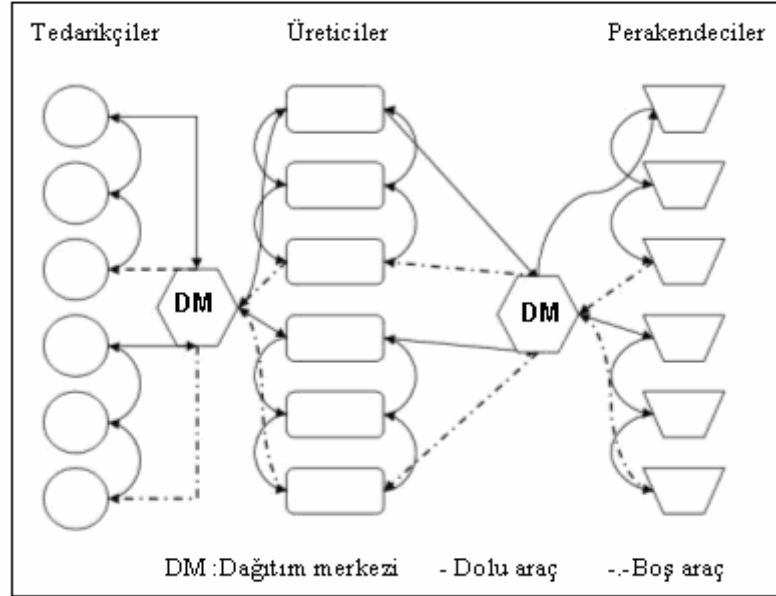 Tedarikçiler Üreticiler Perakendeciler
DM
DM
DM :Dağıtım merkezi - Dolu araç -.-Boş araç